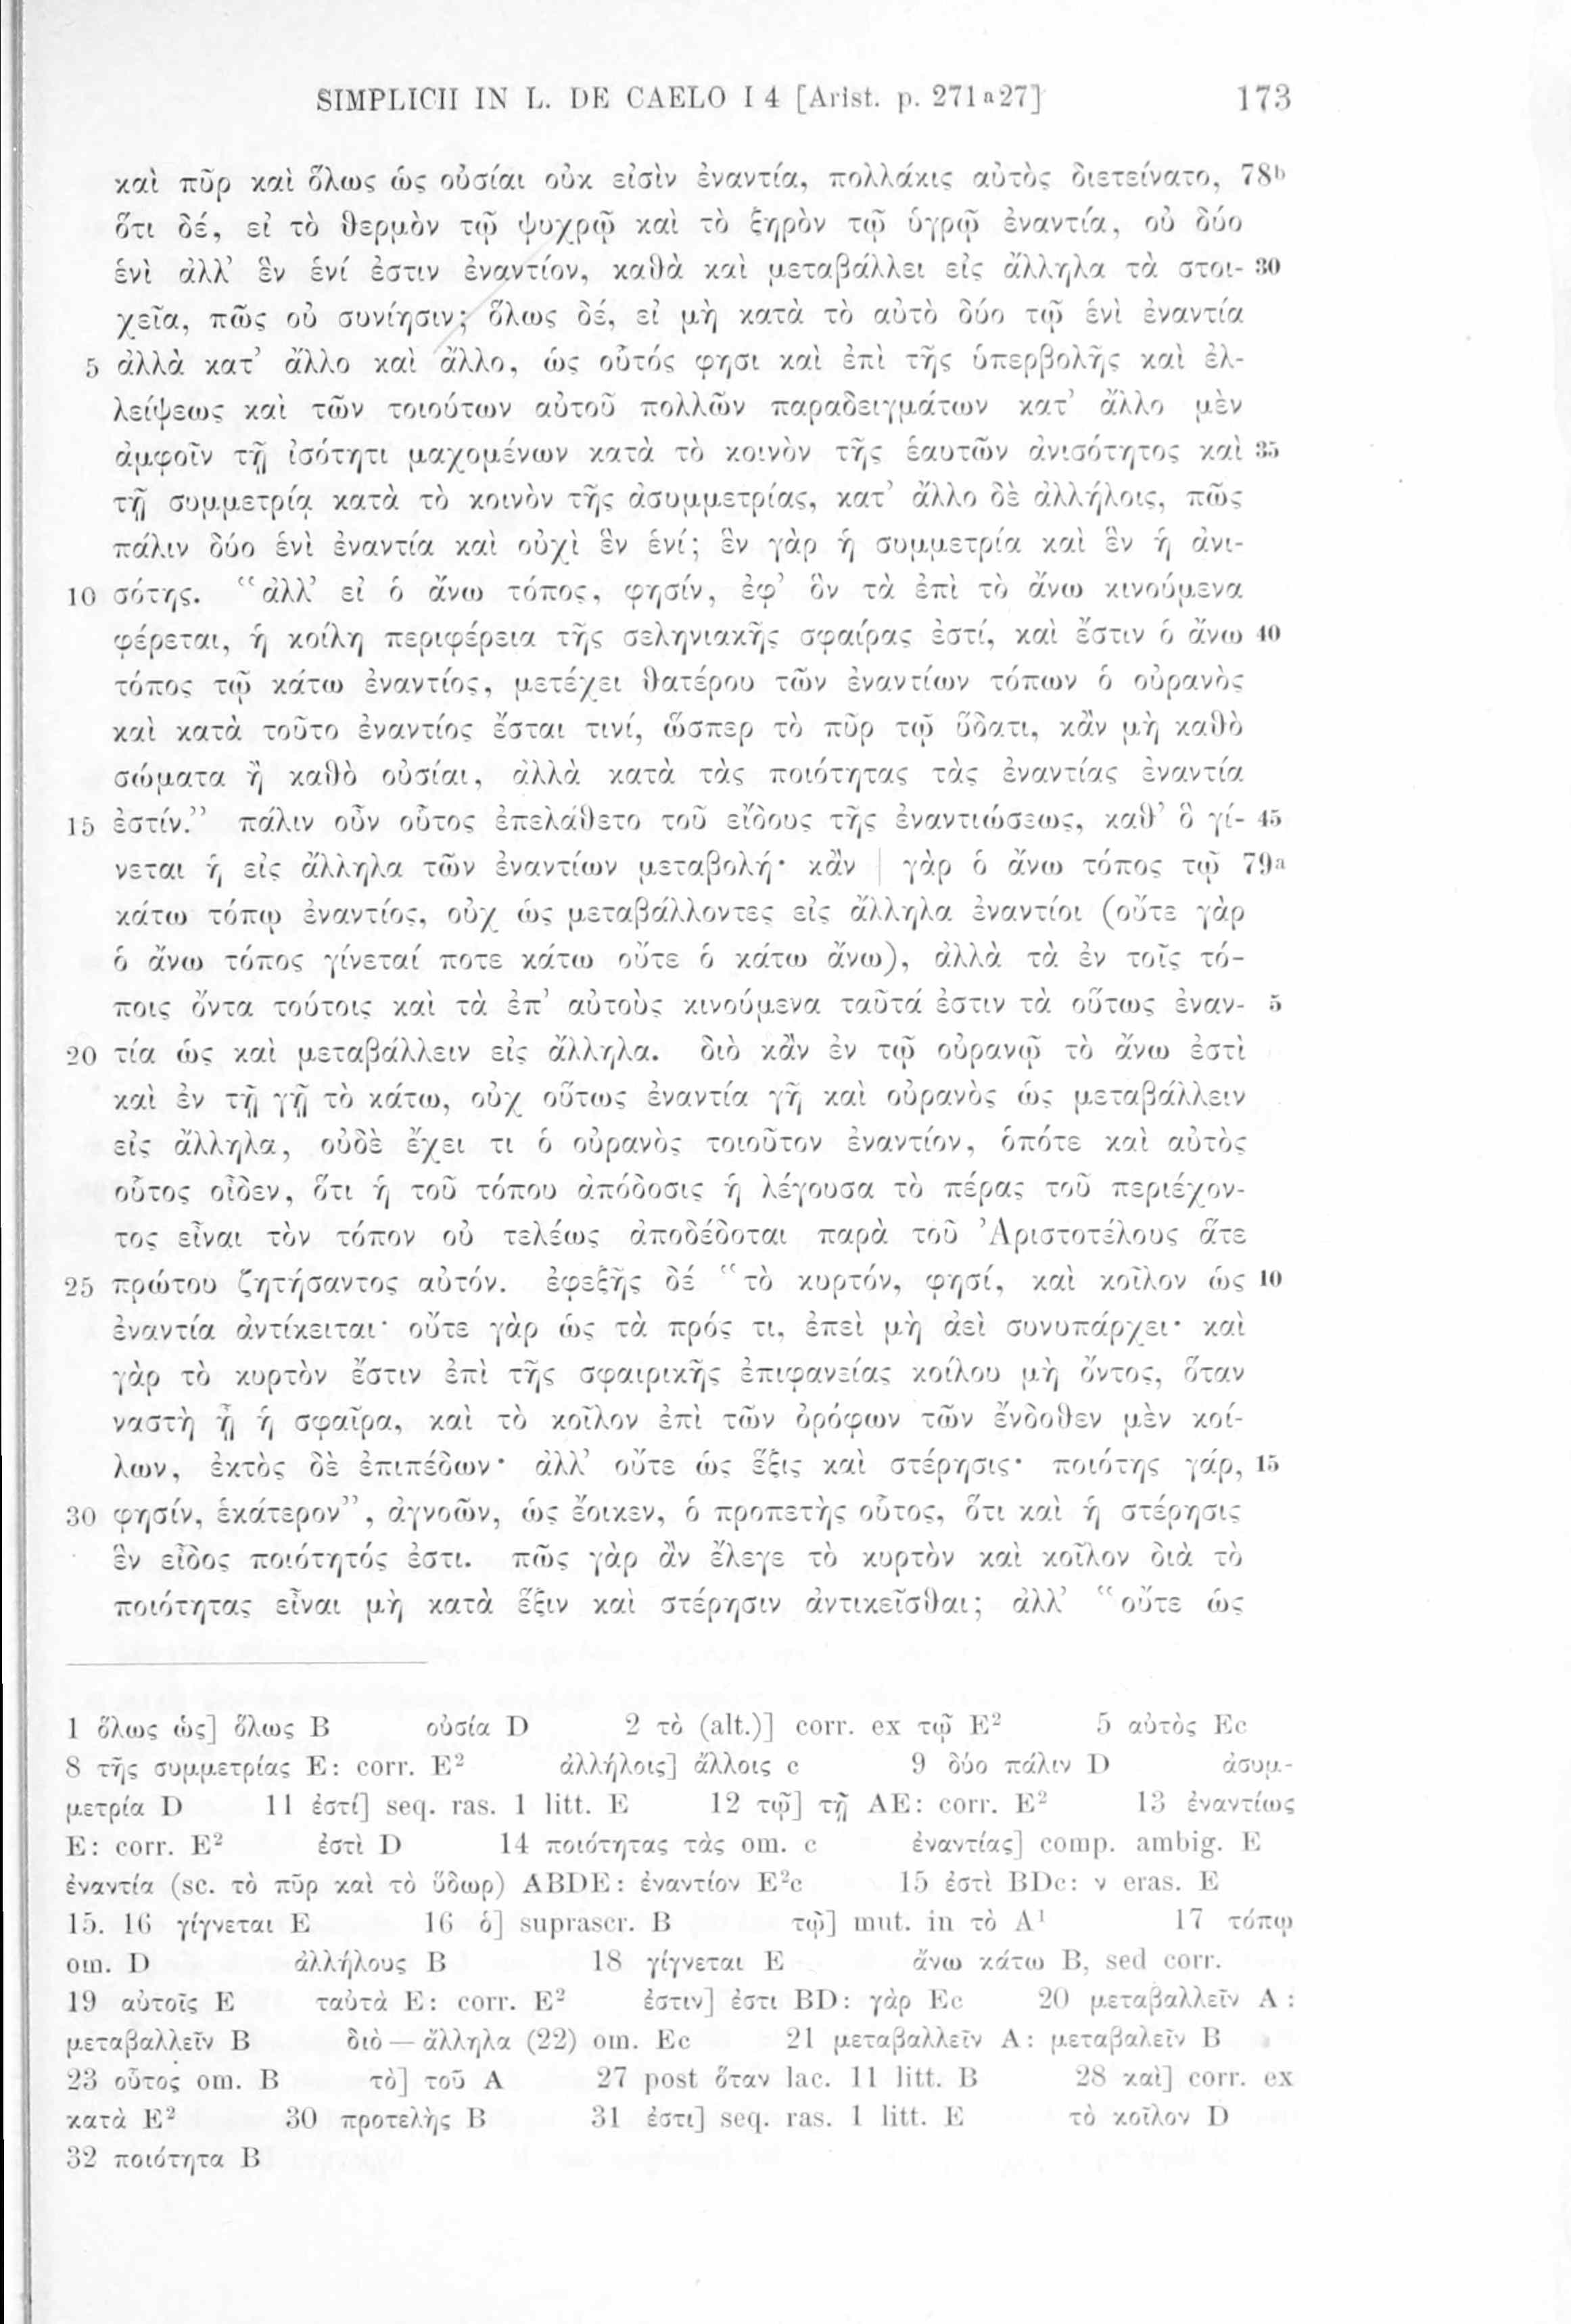 SIMPLICII IN L. DE CAELO I 4 [Arist. p. 271a27] 173
καὶ πῦρ καὶ ὅλως ὡς οὐσίαι οὐκ εἰσὶν ἐναντία, πολλάκις αὐτὸς διετείνατο, 78b
ὅτι δέ, εἰ τὸ θερμὸν τῷ ψυχρῷ καὶ τὸ ξηρὸν τῷ ὑγρῷ ἐναντία, οὐ δύο
ἑνὶ ἀλλ’ ἓν ἑνί ἐστιν ἐναντίον, καθὰ καὶ μεταβάλλει εἰς ἄλληλα τὰ στοι- 30
χεῖα, πῶς οὐ συνίησιν; ὅλως δέ, εἰ μὴ κατὰ τὸ αὐτὸ δύο τῷ ἑνὶ ἐναντία
5 ἀλλὰ κατ’ ἄλλο καὶ ἄλλο, ὡς οὗτός φησι καὶ ἐπὶ τῆς ὑπερβολῆς καὶ ἐλ-
λείψεως καὶ τῶν τοιούτων αὐτοῦ πολλῶν παραδειγμάτων κατ’ ἄλλο μὲν
ἀμφοῖν τῇ ἰσότητι μαχομένων κατὰ τὸ κοινὸν τῆς ἑαυτῶν ἀνισότητος καὶ 35
τῇ συμμετρίᾳ κατὰ τὸ κοινὸν τῆς ἀσυμμετρίας, κατ’ ἄλλο δὲ ἀλλήλοις, πῶς
πάλιν δύο ἑνὶ ἐναντία καὶ οὐχὶ ἓν ἑνί; ἓν γὰρ ἡ συμμετρία καὶ ἓν ἡ ἀνι-
10 σότης. “ἀλλ’ εἰ ὁ ἄνω τόπος, φησίν, ἐφ’ ὃν τὰ ἐπὶ τὸ ἄνω κινούμενα
φέρεται, ἡ κοίλη περιφέρεια τῆς σεληνιακῆς σφαίρας ἐστί, καὶ ἔστιν ὁ ἄνω 40
τόπος τῷ κάτω ἐναντίος, μετέχει θατέρου τῶν ἐναντίων τόπων ὁ οὐρανὸς
καὶ κατὰ τοῦτο ἐναντίος ἔσται τινί, ὥσπερ τὸ πῦρ τῷ ὕδατι, κἂν μὴ καθὸ
σώματα ἢ καθὸ οὐσίαι, ἀλλὰ κατὰ τὰς ποιότητας τὰς ἐναντίας ἐναντία
15 ἐστίν.” πάλιν οὖν οὗτος ἐπελάθετο τοῦ εἴδους τῆς ἐναντιώσεως, καθ’ ὃ γί- 45
νεται ἡ εἰς ἄλληλα τῶν ἐναντίων μεταβολή· κἂν | γὰρ ὁ ἄνω τόπος τῷ 79a
κάτω τόπῳ ἐναντίος, οὐχ ὡς μεταβάλλοντες εἰς ἄλληλα ἐναντίοι (οὔτε γὰρ
ὁ ἄνω τόπος γίνεταί ποτε κάτω οὔτε ὁ κάτω ἄνω), ἀλλὰ τὰ ἐν τοῖς τό-
ποις ὄντα τούτοις καὶ τὰ ἐπ’ αὐτοὺς κινούμενα ταῦτά ἐστιν τὰ οὕτως ἐναν- 5
20 τία ὡς καὶ μεταβάλλειν εἰς ἄλληλα. διὸ κἂν ἐν τῷ οὐρανῷ τὸ ἄνω ἐστὶ
καὶ ἐν τῇ γῇ τὸ κάτω, οὐχ οὕτως ἐναντία γῆ καὶ οὐρανὸς ὡς μεταβάλλειν
εἰς ἄλληλα, οὐδὲ ἔχει τι ὁ οὐρανὸς τοιοῦτον ἐναντίον, ὁπότε καὶ αὐτὸς
οὗτος οἶδεν, ὅτι ἡ τοῦ τόπου ἀπόδοσις ἡ λέγουσα τὸ πέρας τοῦ περιέχον-
τος εἶναι τὸν τόπον οὐ τελέως ἀποδέδοται παρὰ τοῦ Ἀριστοτέλους ἅτε
25 πρώτου ζητήσαντος αὐτόν. ἐφεξῆς δέ “τὸ κυρτόν, φησί, καὶ κοῖλον ὡς 10
ἐναντία ἀντίκειται· οὔτε γὰρ ὡς τὰ πρός τι, ἐπεὶ μὴ ἀεὶ συνυπάρχει· καὶ
γὰρ τὸ κυρτὸν ἔστιν ἐπὶ τῆς σφαιρικῆς ἐπιφανείας κοίλου μὴ ὄντος, ὅταν
ναστὴ ᾖ ἡ σφαῖρα, καὶ τὸ κοῖλον ἐπὶ τῶν ὀρόφων τῶν ἔνδοθεν μὲν κοί-
λων, ἐκτὸς δὲ ἐπιπέδων· ἀλλ’ οὔτε ὡς ἕξις καὶ στέρησις· ποιότης γάρ, 15
30 φησίν, ἑκάτερον”, ἀγνοῶν, ὡς ἔοικεν, ὁ προπετὴς οὗτος, ὅτι καὶ ἡ στέρησις
ἓν εἶδος ποιότητός ἐστι. πῶς γὰρ ἂν ἔλεγε τὸ κυρτὸν καὶ κοῖλον διὰ τὸ
ποιότητας εἶναι μὴ κατὰ ἕξιν καὶ στέρησιν ἀντικεῖσθαι; ἀλλ’ “οὔτε ὡς
1 ὅλως ὡς] ὅλως B οὐσία D 2 τὸ (alt.)] corr. ex τῷ E² 5 αὐτὸς Ec
8 τῆς συμμετρίας E: corr. E² ἀλλήλοις] ἄλλοις c 9 δύο πάλιν D ἀσυμ-
μετρία D 11 ἐστί] seq. ras. 1 litt. E 12 τῷ] τῇ AE: corr. E² 13 ἐναντίως
E: corr. E² ἐστὶ D 14 ποιότητας τὰς om. c ἐναντίας] comp. ambig. E
ἐναντία (sc. τὸ πῦρ καὶ τὸ ὕδωρ) ABDE: ἐναντίον E²c 15 ἐστὶ BDc: ν eras. E
15. 16 γίγνεται E 16 ὁ] suprascr. B τῷ] mut. in τὸ A¹ 17 τόπῳ
om. D ἀλλήλους B 18 γίγνεται E ἄνω κάτω B, sed corr.
19 αὐτοῖς E ταὐτὰ E: corr. E² ἐστιν] ἐστι BD: γὰρ Ec 20 μεταβαλλεῖν A:
μεταβαλλεῖν B διὸ — ἄλληλα (22) om. Ec 21 μεταβαλλεῖν A: μεταβαλεῖν B
23 οὗτος om. B τὸ] τοῦ A 27 post ὅταν lac. 11 litt. B 28 καὶ] corr. ex
κατὰ E² 30 προτελὴς B 31 ἐστι] seq. ras. 1 litt. E τὸ κοῖλον D
32 ποιότητα B